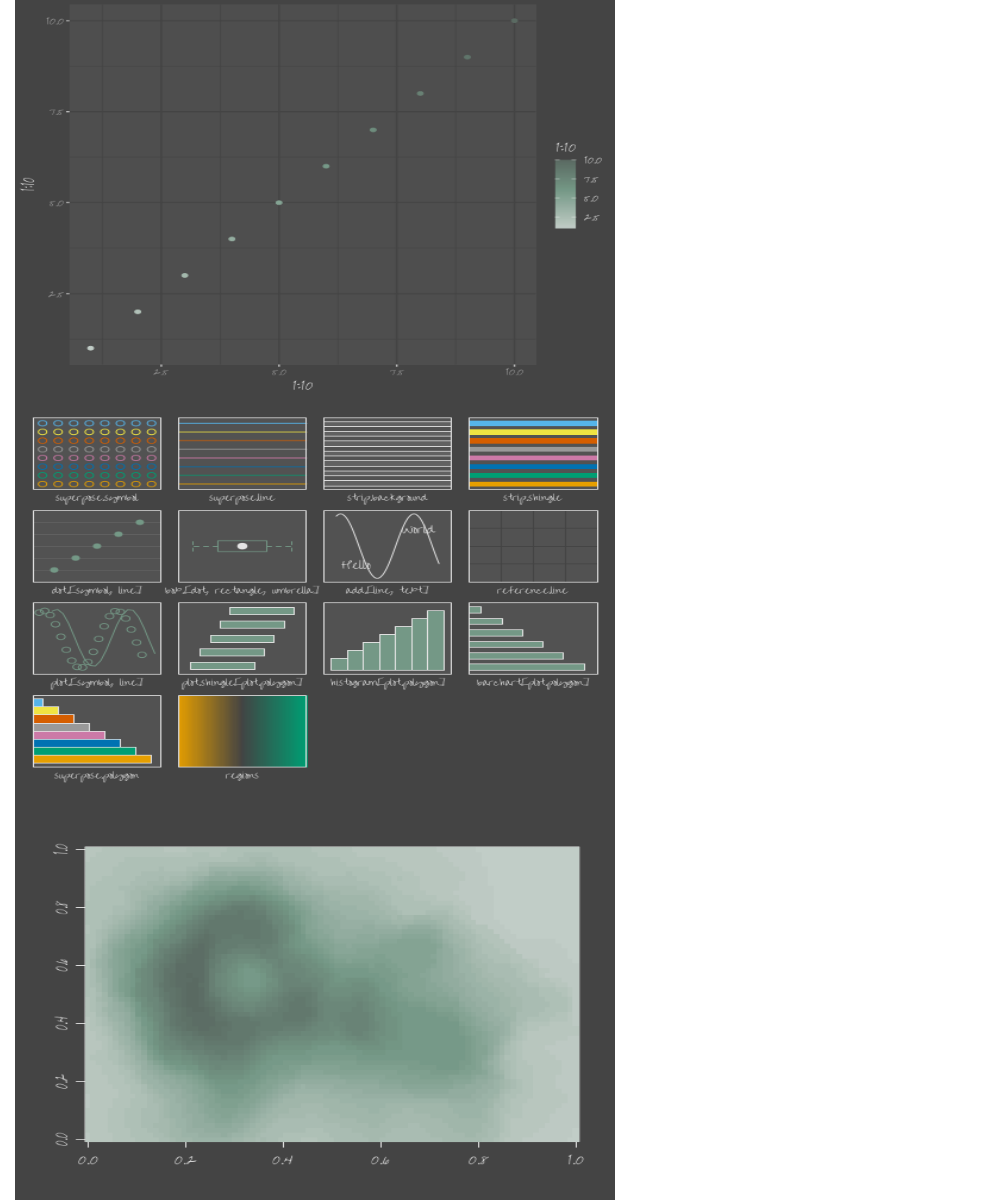 10.0
7.5
5.0
2.5
1:10
2.5
5.0
7.5
10.0
1:10
1:10
10.0
7.5
5.0
2.5
superpose.symbol
superpose.line
strip.background
strip.shingle
dot.[symbol, line]
box.[dot, rectangle, umbrella]
World
Hello
add.[line, text]
reference.line
plot.[symbol, line]
plot.shingle[plot.polygon]
histogram[plot.polygon]
barchart[plot.polygon]
superpose.polygon
regions
1.0
0.8
0.6
0.4
0.2
0.0
0.0
0.2
0.4
0.6
0.8
1.0